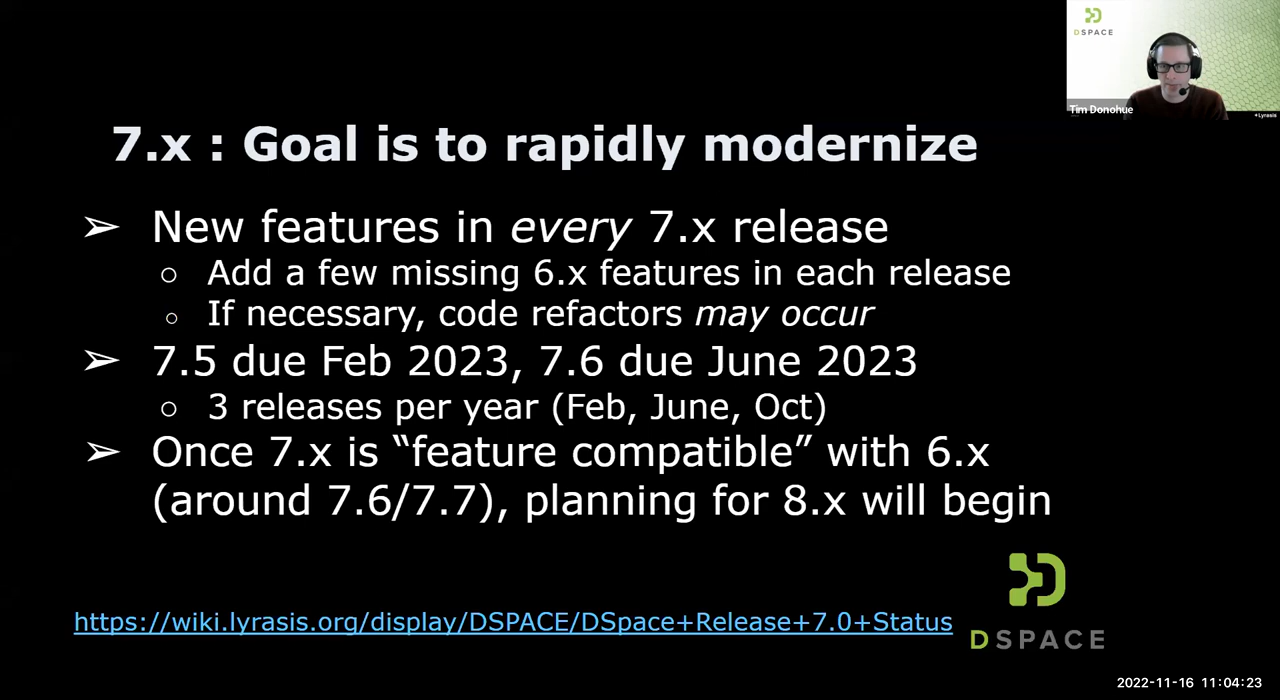 DSPACE
Tim Donohue
Lyrasis
7.x : Goal is to rapidly modernize
➢ New features in every 7.x release
○ Add a few missing 6.x features in each release
○ If necessary, code refactors may occur
➢ 7.5 due Feb 2023, 7.6 due June 2023
○ 3 releases per year (Feb, June, Oct)
➢ Once 7.x is “feature compatible” with 6.x
(around 7.6/7.7), planning for 8.x will begin
https://wiki.lyrasis.org/display/DSPACE/DSpace+Release+7.0+Status
DSPACE
2022-11-16 11:04:23